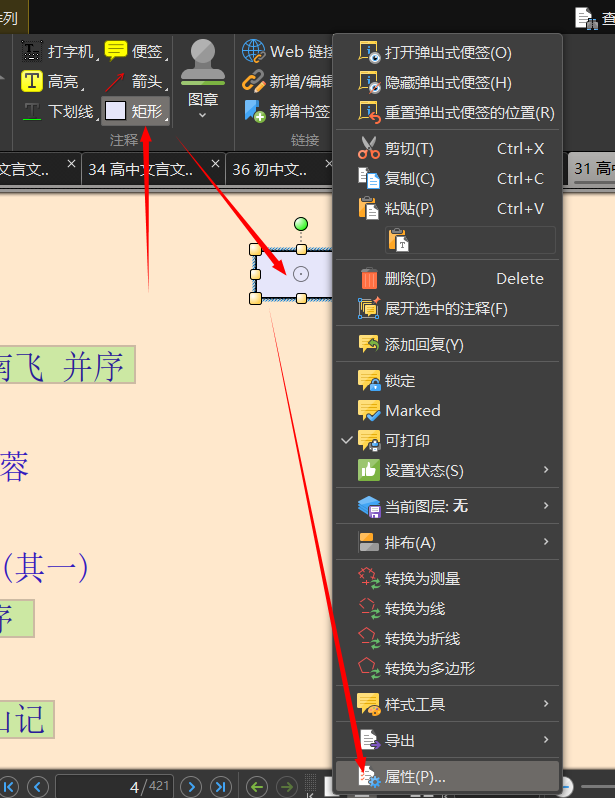 列
查
打字机
便签
Web 链接
高亮
箭头
图章
新增/编辑
下划线
矩形
新增书签
注释
链接
文言文..
34 高中文言文..
36 初中文..
31 高中
打开弹出式便签(O)
隐藏弹出式便签(H)
重置弹出式便签的位置(R)
剪切(T) Ctrl+X
复制(C) Ctrl+C
粘贴(P) Ctrl+V
删除(D) Delete
展开选中的注释(F)
添加回复(Y)
锁定
Marked
可打印
设置状态(S)
当前图层: 无
排布(A)
转换为测量
转换为线
转换为折线
转换为多边形
样式工具
导出
属性(P)...
南飞 并序
蓉
(其一)
序
山记
4 /421